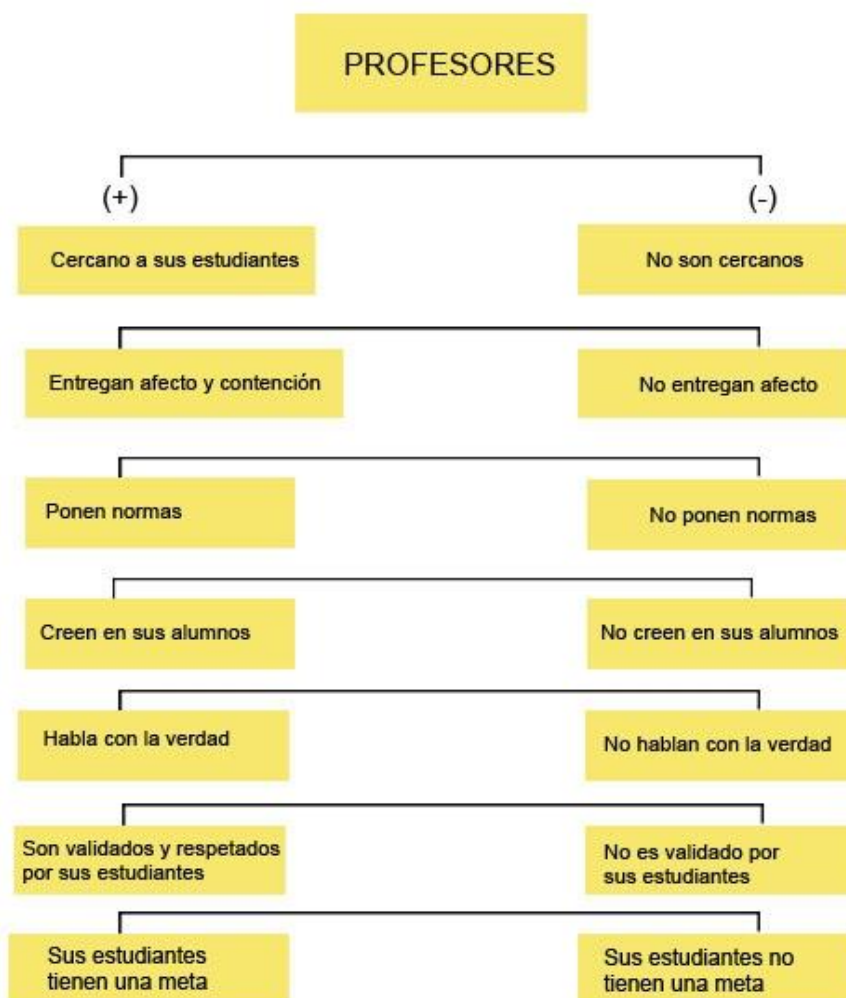 PROFESORES
(+)
(-)
Cercano a sus estudiantes
No son cercanos
Entregan afecto y contención
No entregan afecto
Ponen normas
No ponen normas
Creen en sus alumnos
No creen en sus alumnos
Habla con la verdad
No hablan con la verdad
Son validados y respetados
por sus estudiantes
No es validado por
sus estudiantes
Sus estudiantes
tienen una meta
Sus estudiantes no
tienen una meta